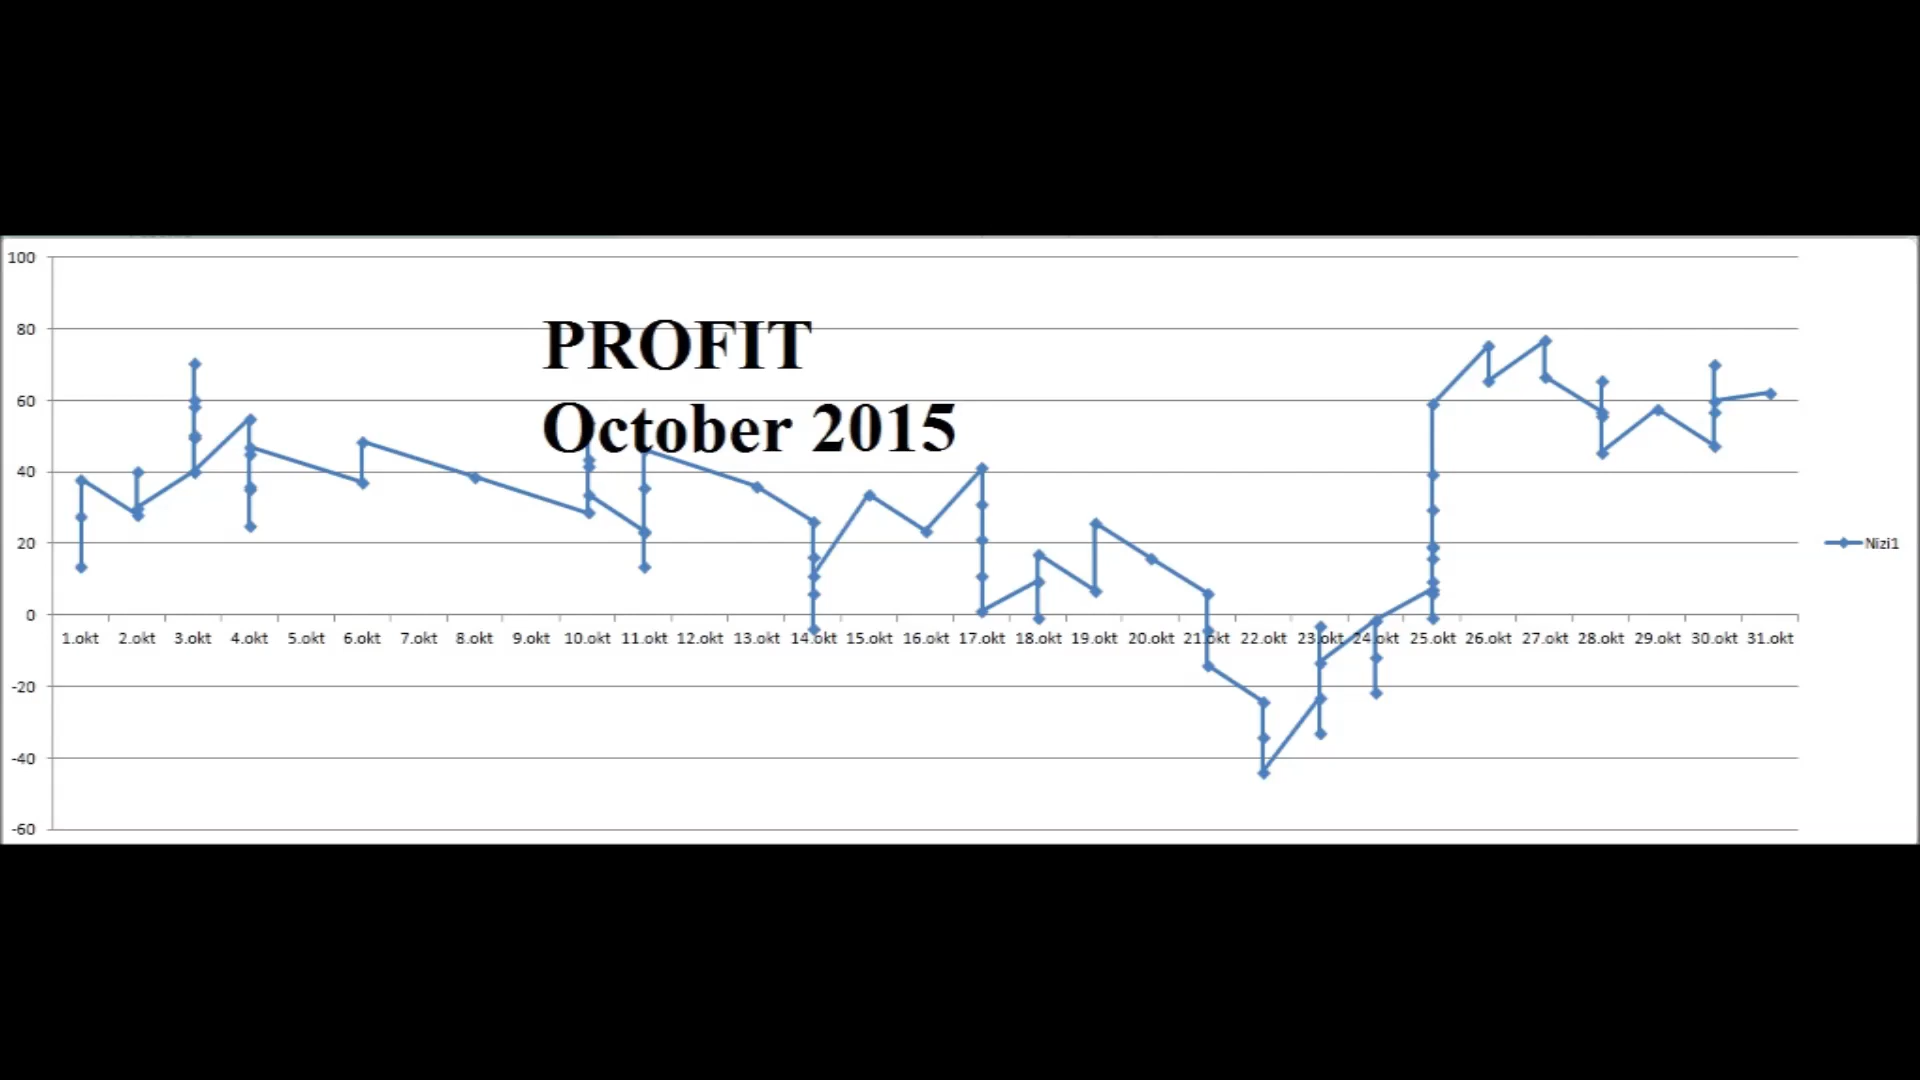 PROFIT
October 2015
100
80
60
40
20
0
-20
-40
-60
1.okt 2.okt 3.okt 4.okt 5.okt 6.okt 7.okt 8.okt 9.okt 10.okt 11.okt 12.okt 13.okt 14.okt 15.okt 16.okt 17.okt 18.okt 19.okt 20.okt 21.okt 22.okt 23.okt 24.okt 25.okt 26.okt 27.okt 28.okt 29.okt 30.okt 31.okt
Nizi1